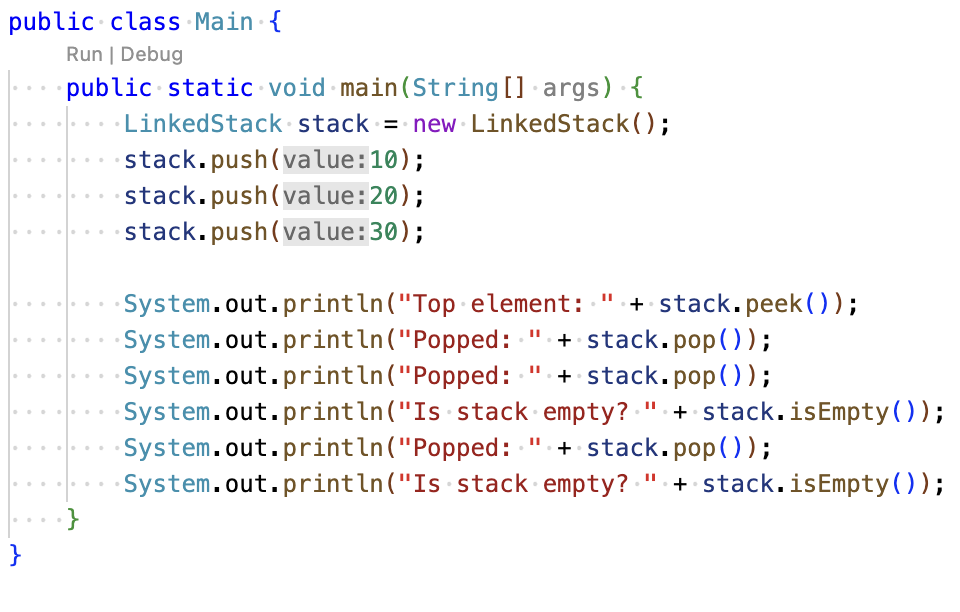 public class Main {
Run | Debug
public static void main(String[] args) {
LinkedStack stack = new LinkedStack();
stack.push(value:10);
stack.push(value:20);
stack.push(value:30);
System.out.println("Top element: " + stack.peek());
System.out.println("Popped: " + stack.pop());
System.out.println("Popped: " + stack.pop());
System.out.println("Is stack empty? " + stack.isEmpty());
System.out.println("Popped: " + stack.pop());
System.out.println("Is stack empty? " + stack.isEmpty());
}
}